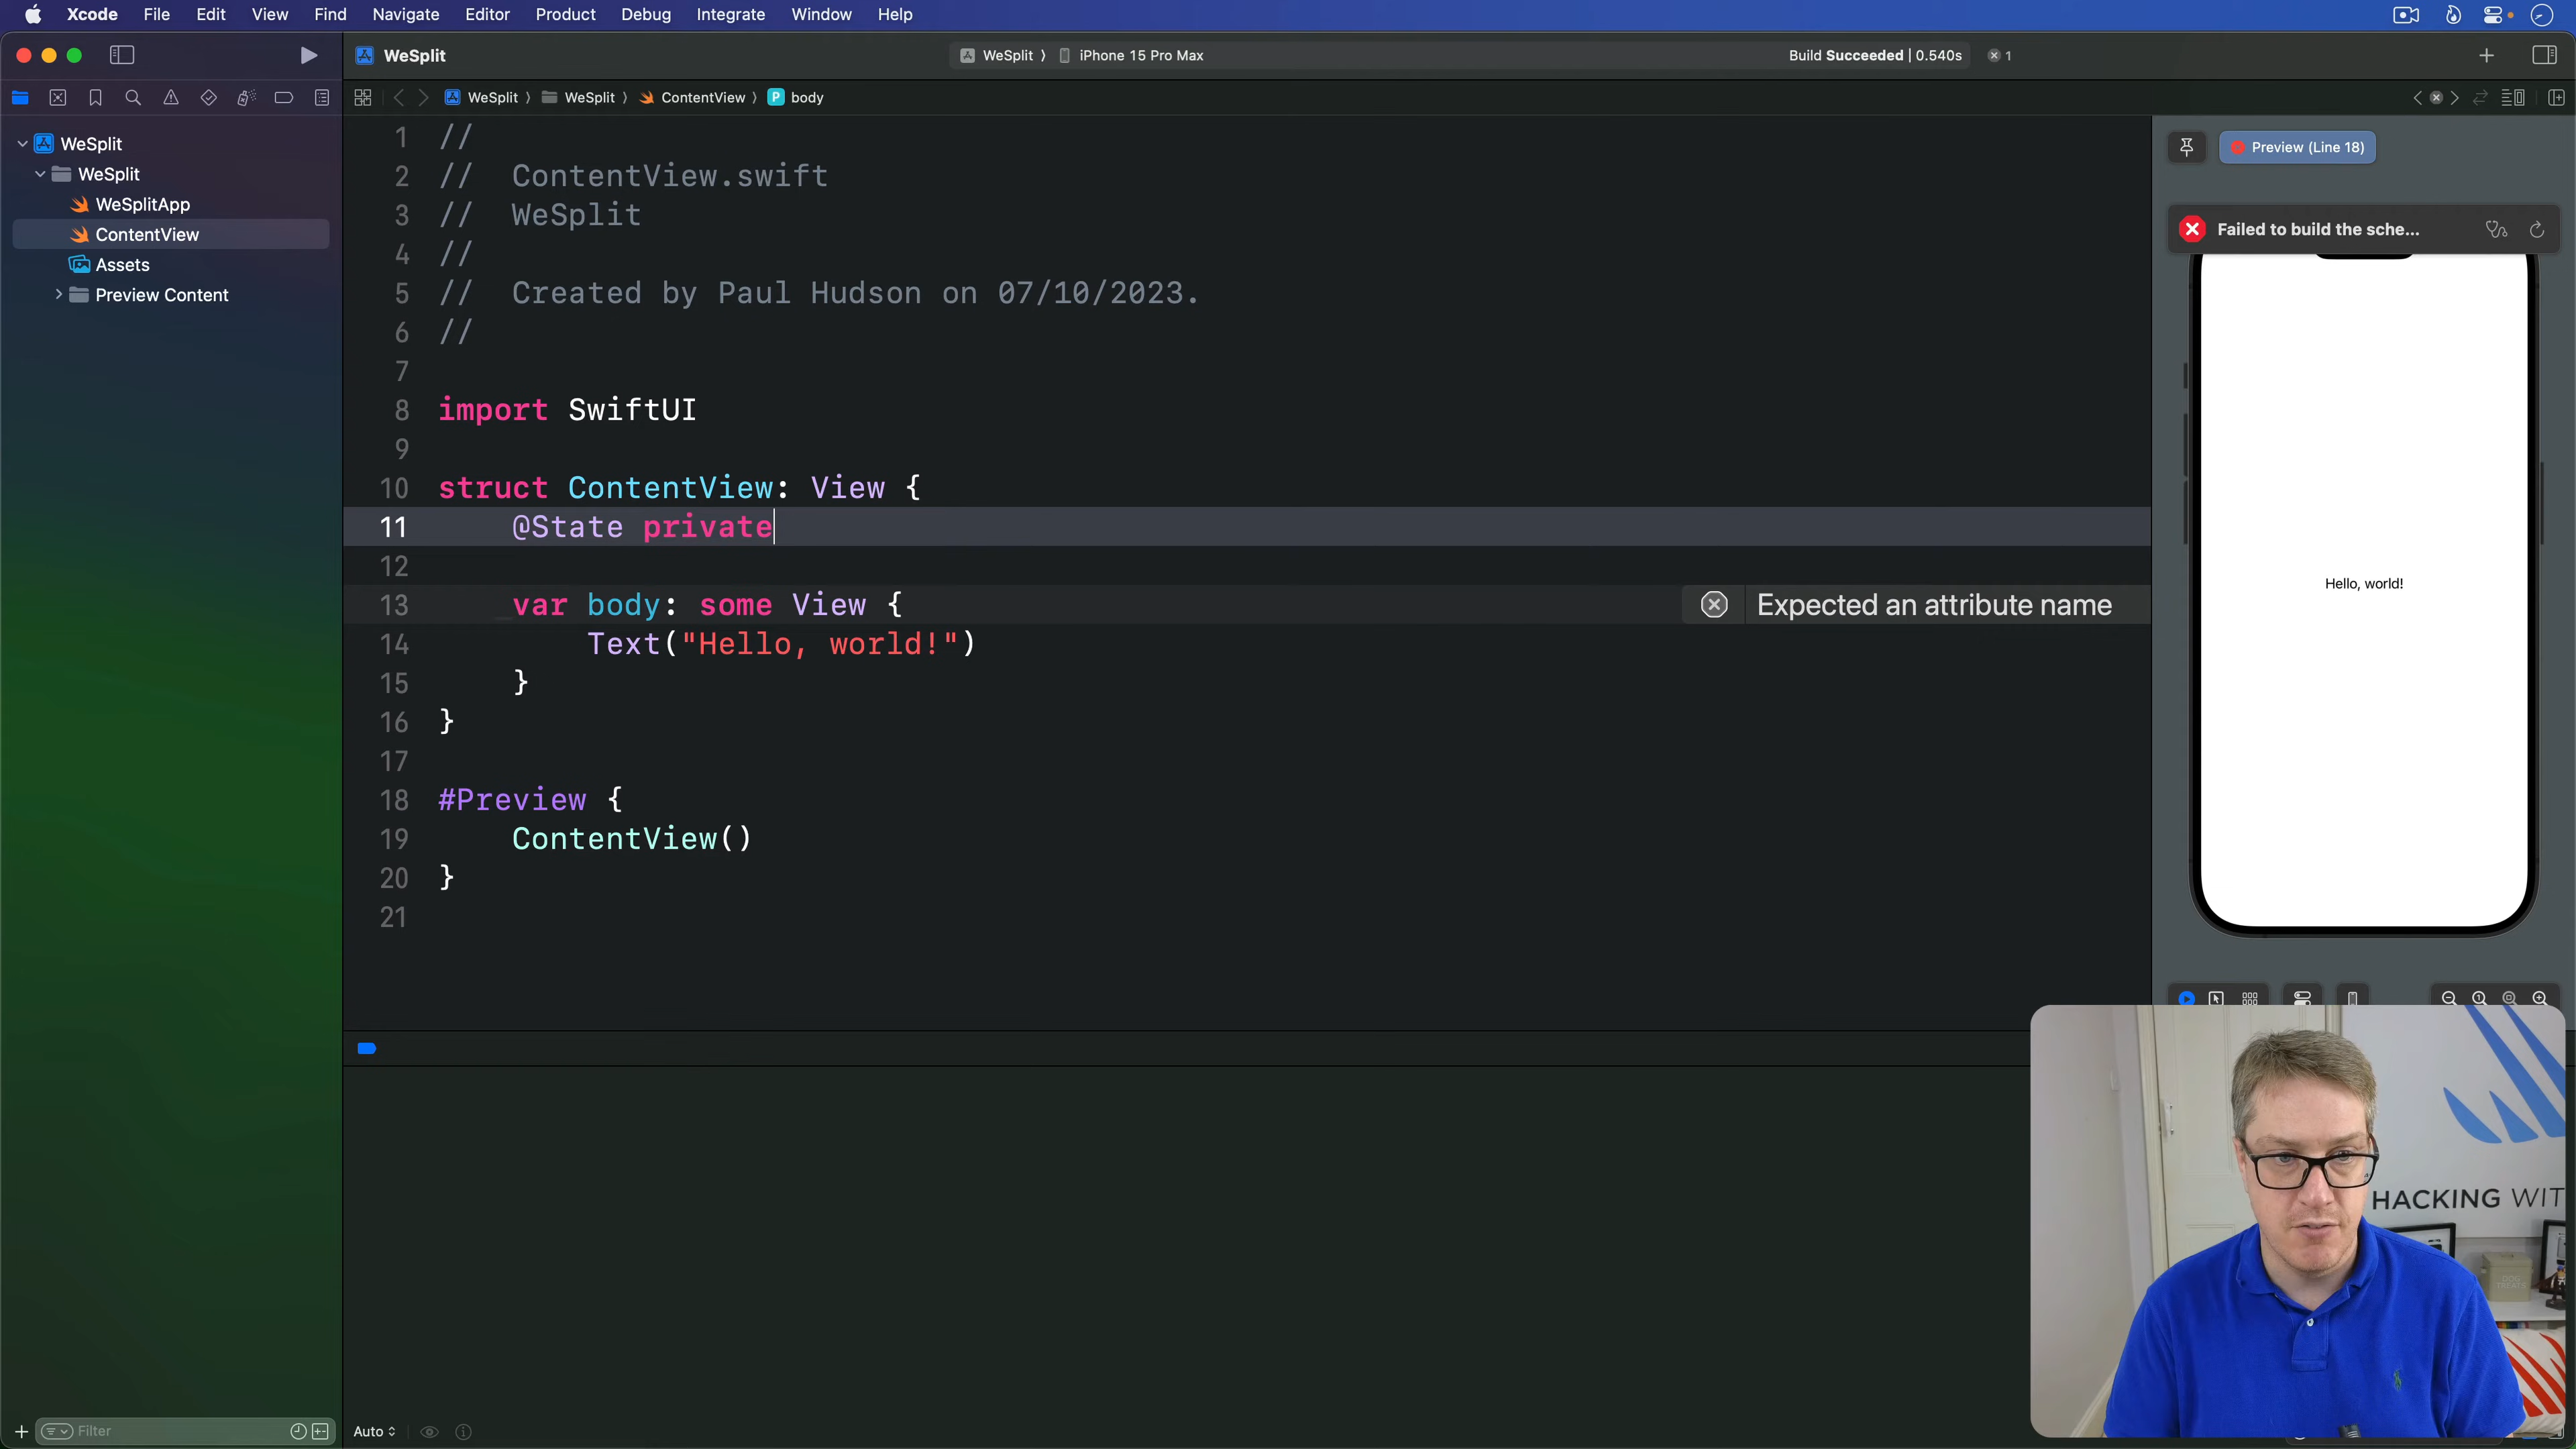 Xcode File Edit View Find Navigate Editor Product Debug Integrate Window Help
WeSplit
WeSplit 〉 iPhone 15 Pro Max
Build Succeeded | 0.540s
1
WeSplit 〉 WeSplit 〉 ContentView 〉 P body
WeSplit
WeSplit
WeSplitApp
ContentView
Assets
Preview Content
1 //
2 //  ContentView.swift
3 //  WeSplit
4 //
5 //  Created by Paul Hudson on 07/10/2023.
6 //
7
8 import SwiftUI
9
10 struct ContentView: View {
11     @State private
12
13     var body: some View {
Expected an attribute name
14         Text("Hello, world!")
15     }
16 }
17
18 #Preview {
19     ContentView()
20 }
21
Preview (Line 18)
Failed to build the sche...
Hello, world!
HACKING WIT
Filter
Auto